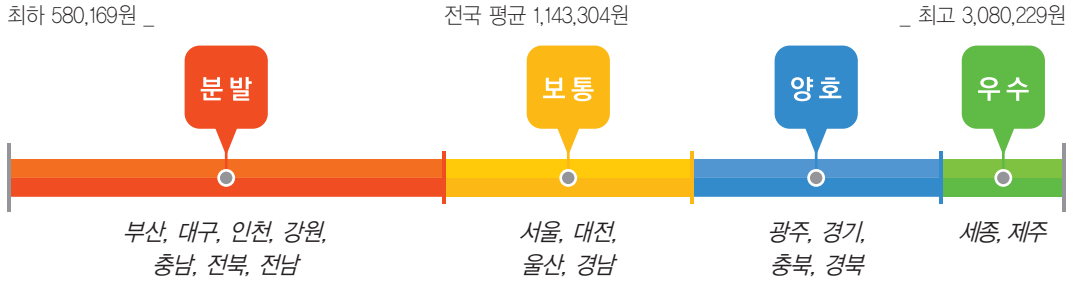 최하 580,169원 _
전국 평균 1,143,304원
_ 최고 3,080,229원
분발
보통
양호
우수
부산, 대구, 인천, 강원,
충남, 전북, 전남
서울, 대전,
울산, 경남
광주, 경기,
충북, 경북
세종, 제주